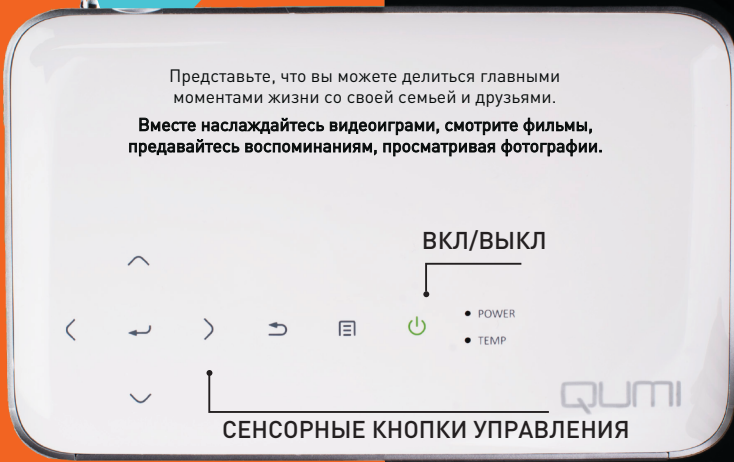 Представьте, что вы можете делиться главными
моментами жизни со своей семьей и друзьями.
Вместе наслаждайтесь видеоиграми, смотрите фильмы,
предавайтесь воспоминаниям, просматривая фотографии.
ВКЛ/ВЫКЛ
POWER
TEMP
QUMI
СЕНСОРНЫЕ КНОПКИ УПРАВЛЕНИЯ